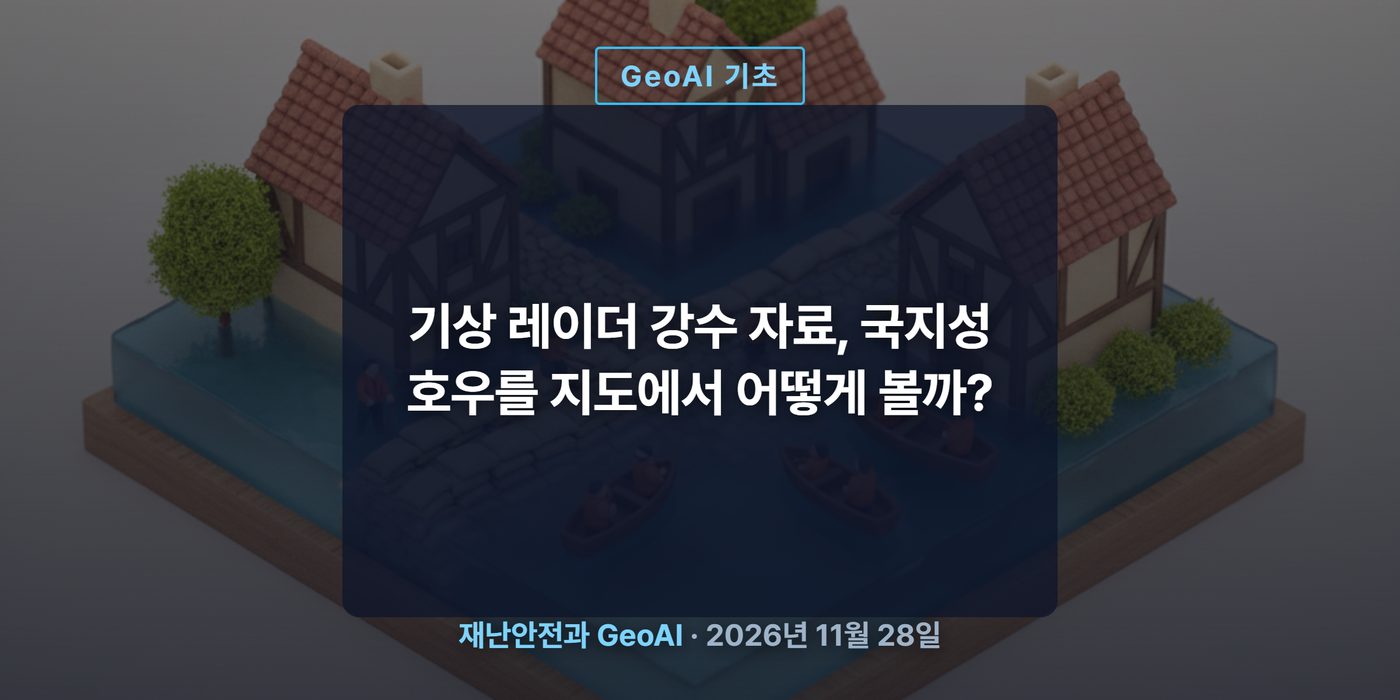 GeoAI 기초
기상 레이더 강수 자료, 국지성
호우를 지도에서 어떻게 볼까?
재난안전과 GeoAI · 2026년 11월 28일